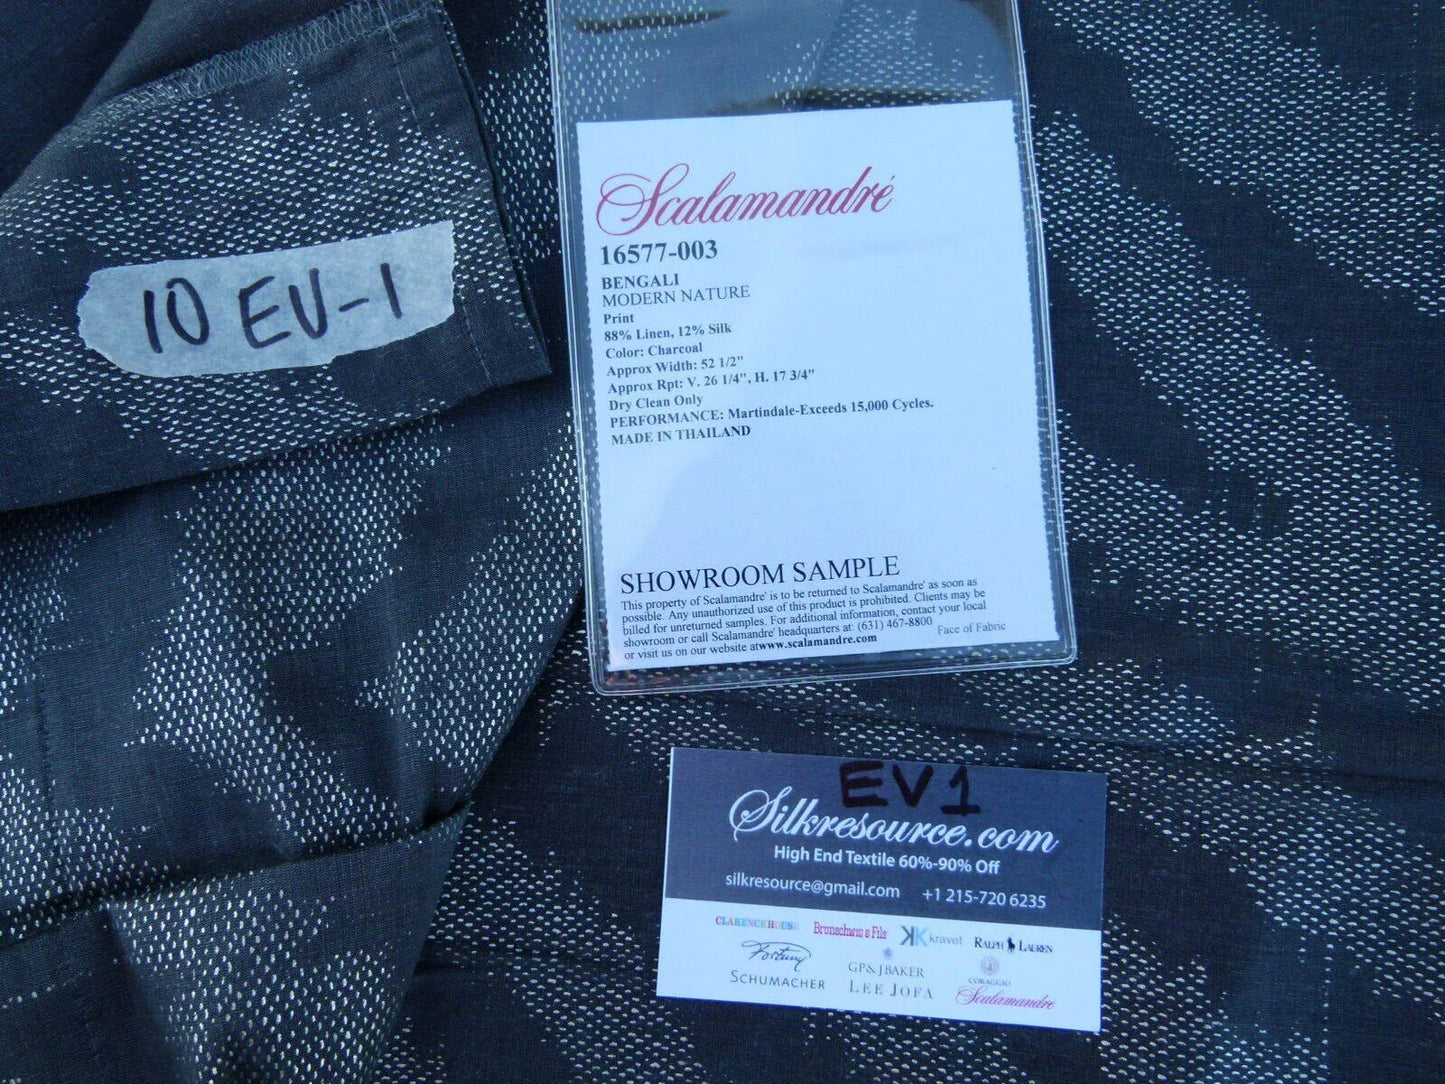 10 EV-1
Scalamandré
16577-003
BENGALI
MODERN NATURE
Print
88% Linen, 12% Silk
Color: Charcoal
Approx Width: 52 1/2"
Approx Rpt: V. 26 1/4", H. 17 3/4"
Dry Clean Only
PERFORMANCE: Martindale-Exceeds 15,000 Cycles.
MADE IN THAILAND
SHOWROOM SAMPLE
This property of Scalamandre' is to be returned to Scalamandre' as soon as
possible. Any unauthorized use of this product is prohibited. Clients may be
billed for unreturned samples. For additional information, contact your local
showroom or call Scalamandre' headquarters at: (631) 467-8800
or visit us on our website atwww.scalamandre.com
Face of Fabric
EV1
Silkresource.com
High End Textile 60%-90% Off
silkresource@gmail.com +1 215-720 6235
CLARENCE HOUSE Brunschwig & Fils kravet RALPH LAUREN
Fortuny
SCHUMACHER
GP & J BAKER
LEE JOFA
CORAGGIO
Scalamandré